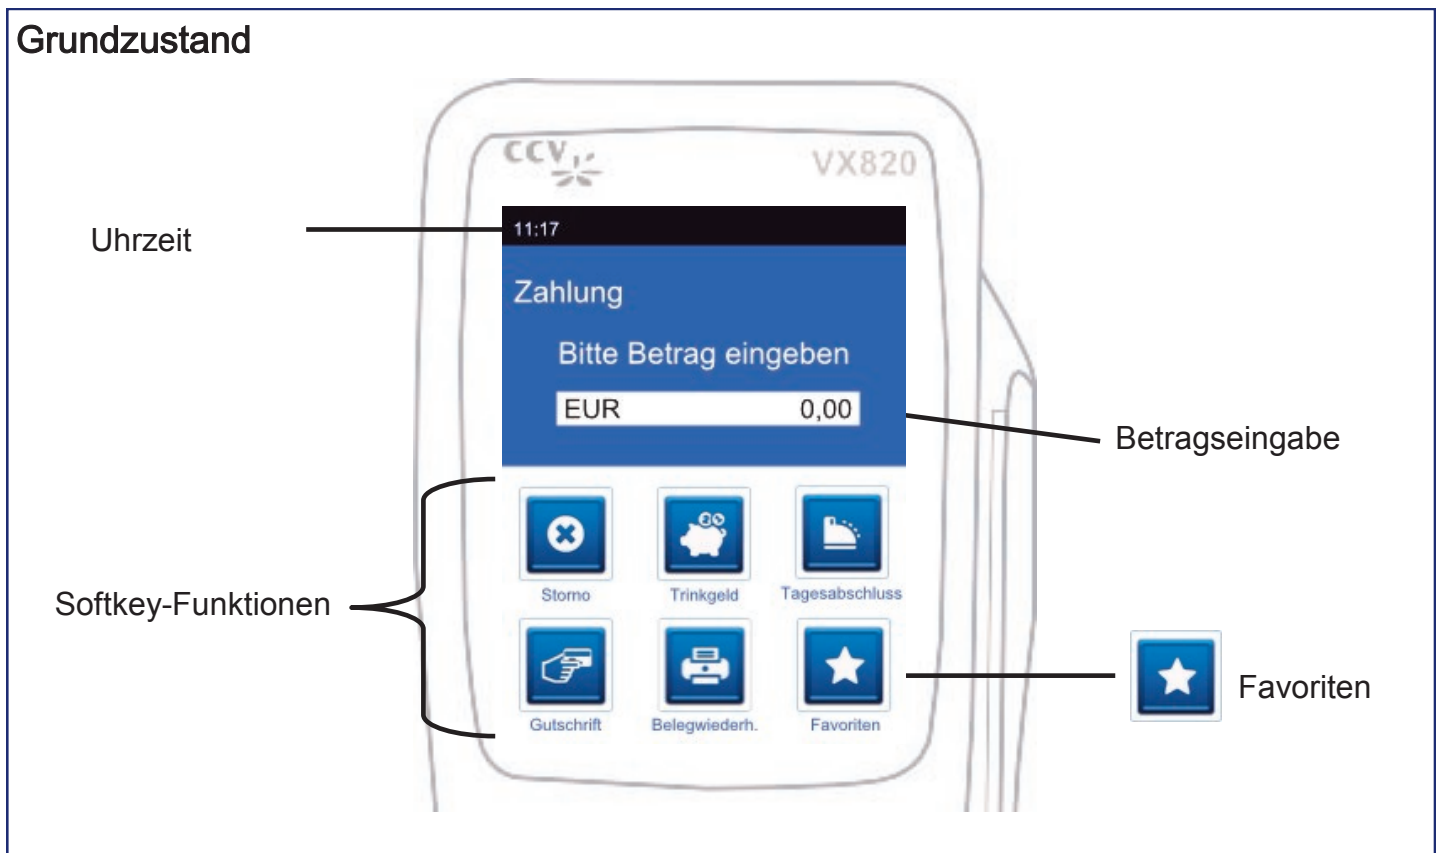 Grundzustand
CCV
VX820
Uhrzeit
11:17
Zahlung
Bitte Betrag eingeben
EUR 0,00
Betragseingabe
Softkey-Funktionen
Storno Trinkgeld Tagesabschluss
Gutschrift Belegwiederh. Favoriten
Favoriten